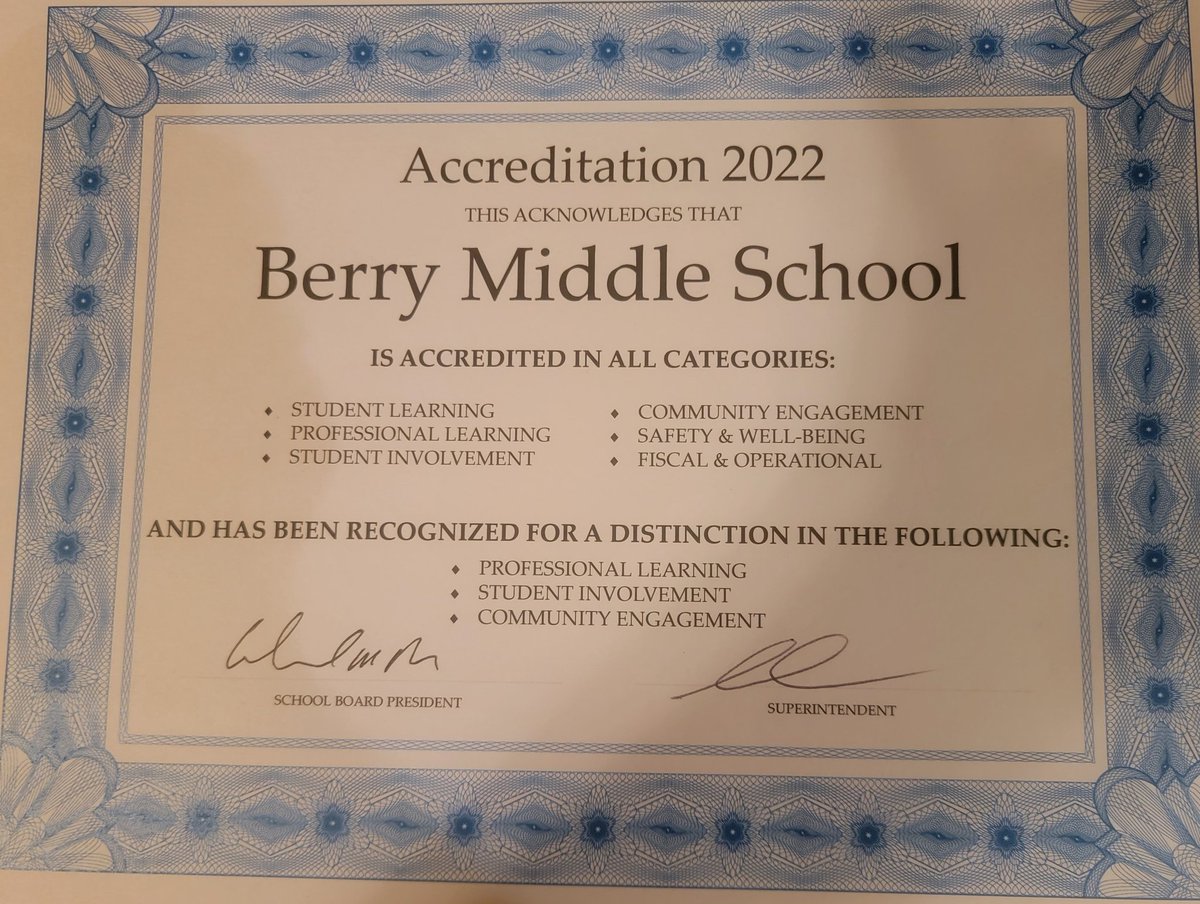 Accreditation 2022
THIS ACKNOWLEDGES THAT
Berry Middle School
IS ACCREDITED IN ALL CATEGORIES:
♦ STUDENT LEARNING
♦ PROFESSIONAL LEARNING
♦ STUDENT INVOLVEMENT
♦ COMMUNITY ENGAGEMENT
♦ SAFETY & WELL-BEING
♦ FISCAL & OPERATIONAL
AND HAS BEEN RECOGNIZED FOR A DISTINCTION IN THE FOLLOWING:
♦ PROFESSIONAL LEARNING
♦ STUDENT INVOLVEMENT
♦ COMMUNITY ENGAGEMENT
SCHOOL BOARD PRESIDENT
SUPERINTENDENT